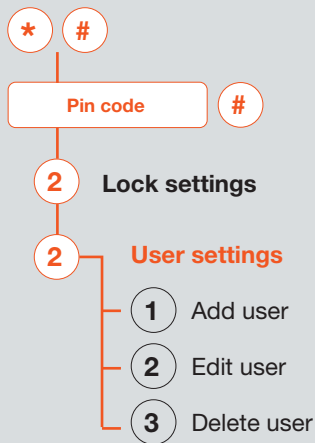 * #
Pin code #
2 Lock settings
2 User settings
1 Add user
2 Edit user
3 Delete user